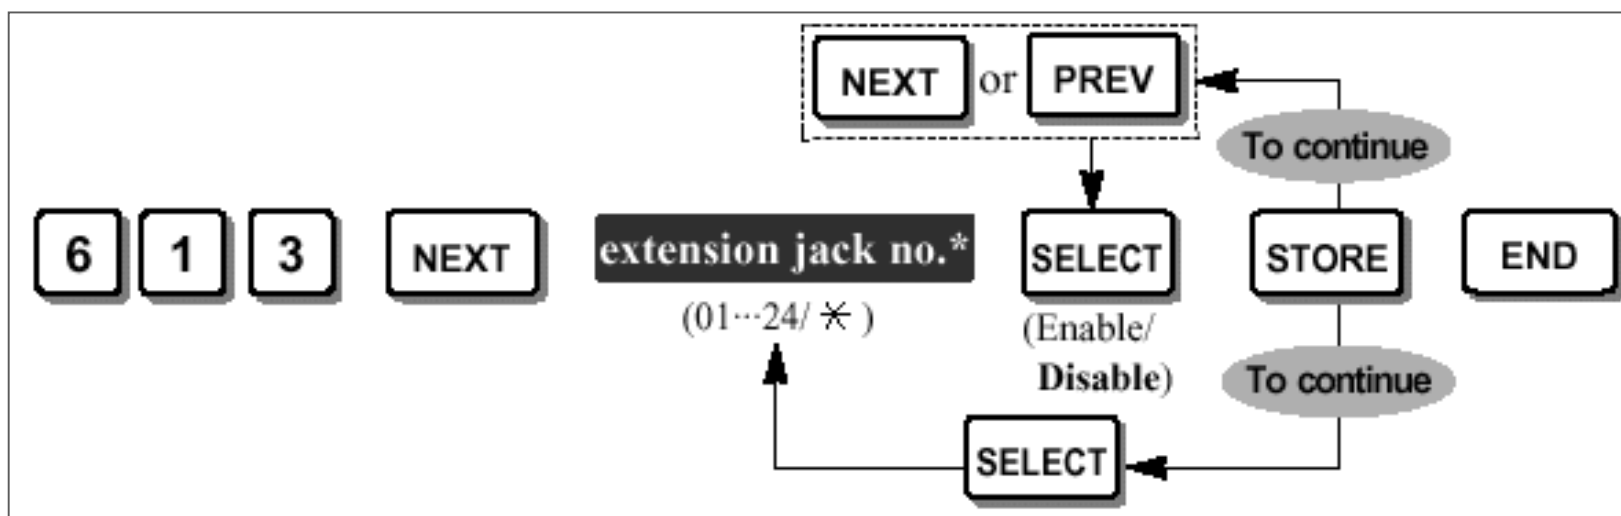 NEXT or PREV
To continue
6 1 3 NEXT extension jack no.* SELECT STORE END
(01···24/ ✳ ) (Enable/
Disable)
To continue
SELECT